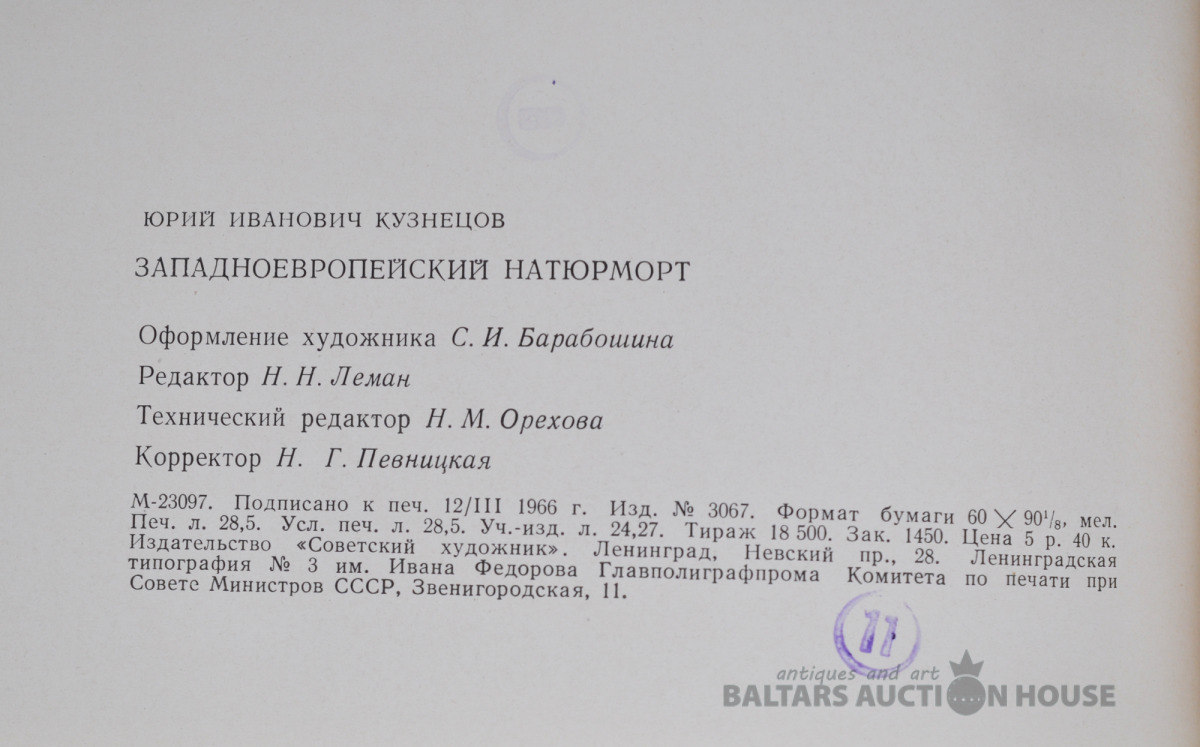 ЮРИЙ ИВАНОВИЧ КУЗНЕЦОВ
ЗАПАДНОЕВРОПЕЙСКИЙ НАТЮРМОРТ
Оформление художника С. И. Барабошина
Редактор Н. Н. Леман
Технический редактор Н. М. Орехова
Корректор Н. Г. Певницкая
М-23097. Подписано к печ. 12/III 1966 г. Изд. № 3067. Формат бумаги 60 × 90¹/₈, мел.
Печ. л. 28,5. Усл. печ. л. 28,5. Уч.-изд. л. 24,27. Тираж 18 500. Зак. 1450. Цена 5 р. 40 к.
Издательство «Советский художник». Ленинград, Невский пр., 28. Ленинградская
типография № 3 им. Ивана Федорова Главполиграфпрома Комитета по печати при
Совете Министров СССР, Звенигородская, 11.
11
antiques and art
BALTARS AUCTION HOUSE